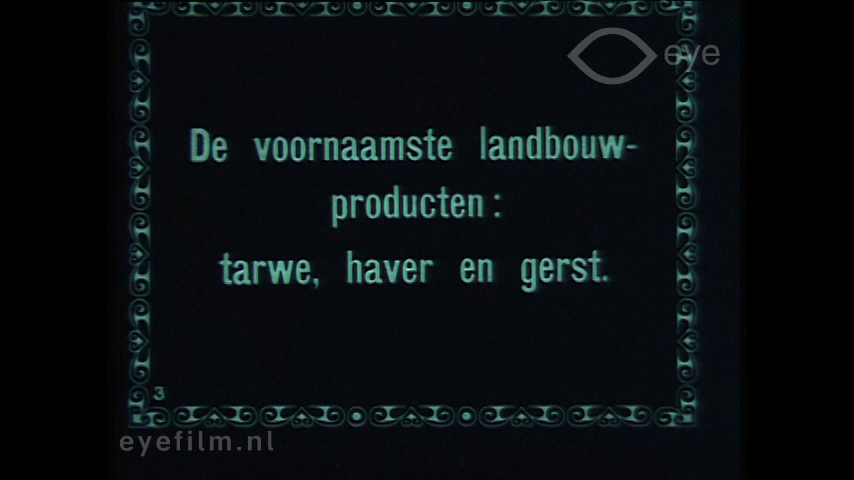 eye
De voornaamste landbouw-
producten:
tarwe, haver en gerst.
3
eyefilm.nl